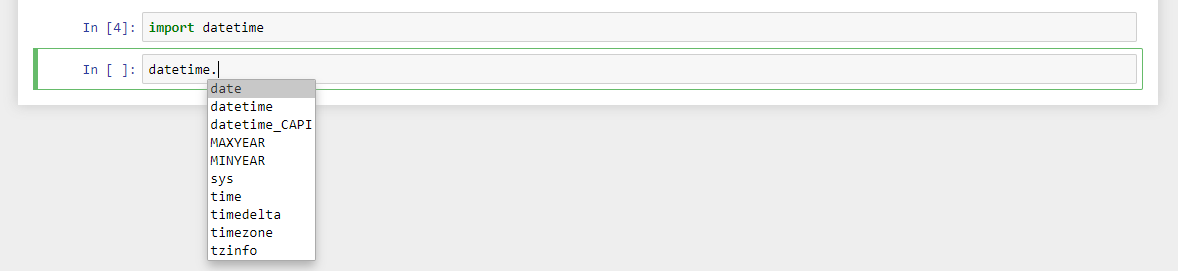 In [4]: import datetime
In [ ]: datetime.
date
datetime
datetime_CAPI
MAXYEAR
MINYEAR
sys
time
timedelta
timezone
tzinfo